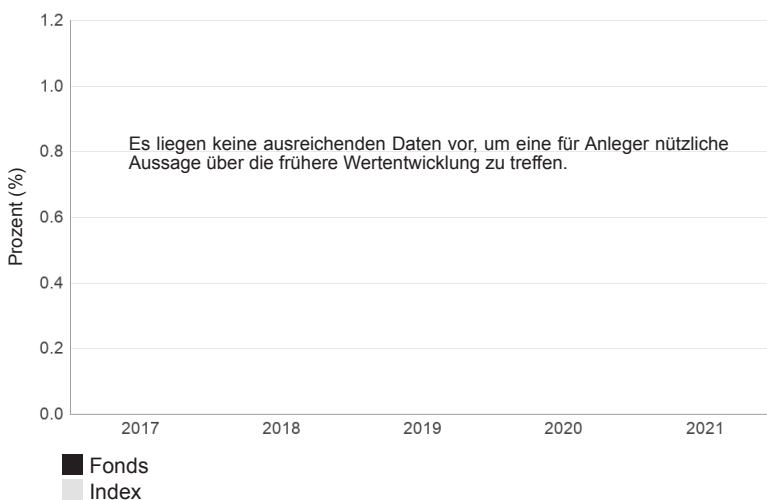 1.2
1.0
Es liegen keine ausreichenden Daten vor, um eine für Anleger nützliche
0.8
Aussage über die frühere Wertentwicklung zu treffen.
Prozent (%)
0.6
0.4
0.2
0.0
2017 2018 2019 2020 2021
Fonds
Index